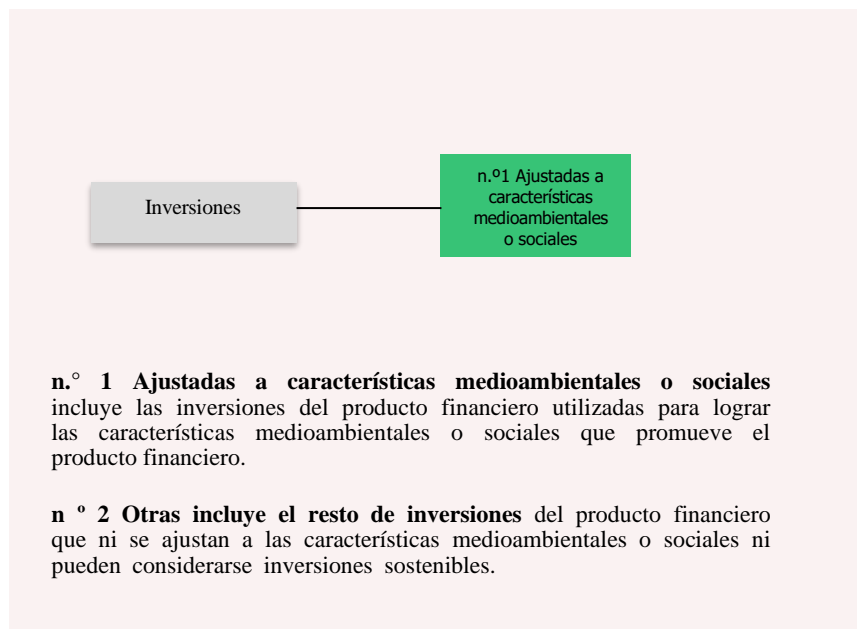 Inversiones
n.º1 Ajustadas a
características
medioambientales
o sociales
n.° 1 Ajustadas a características medioambientales o sociales
incluye las inversiones del producto financiero utilizadas para lograr
las características medioambientales o sociales que promueve el
producto financiero.
n º 2 Otras incluye el resto de inversiones del producto financiero
que ni se ajustan a las características medioambientales o sociales ni
pueden considerarse inversiones sostenibles.